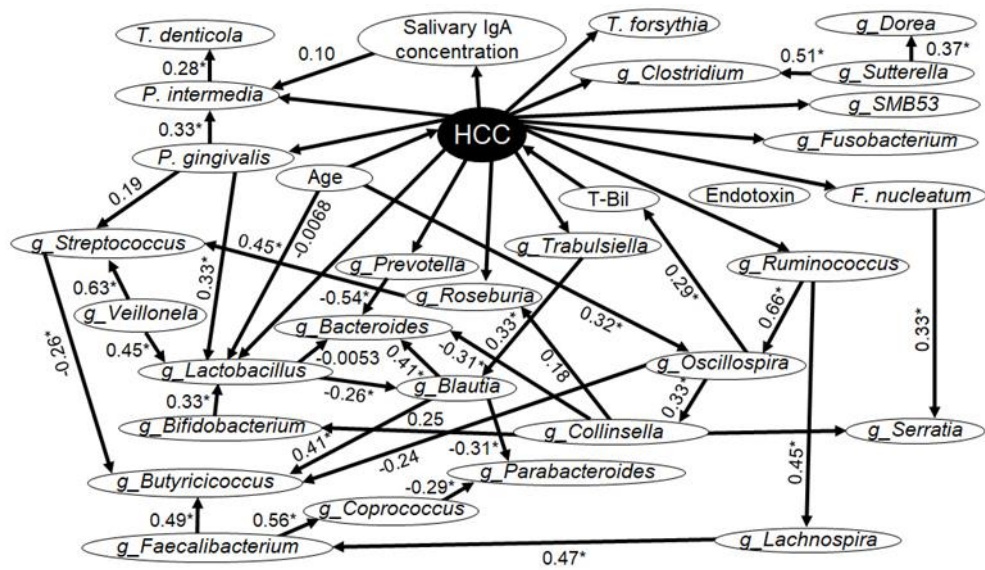 T. denticola
0.28*
P. intermedia
0.33*
P. gingivalis
0.10
Salivary IgA
concentration
HCC
T. forsythia
g_Dorea
0.37*
0.51*
g_Clostridium
g_Sutterella
g_SMB53
g_Fusobacterium
Age
T-Bil
Endotoxin
F. nucleatum
0.19
-0.0068
g_Streptococcus
0.45*
g_Prevotella
g_Trabulsiella
g_Ruminococcus
0.33*
0.63*
g_Veillonela
0.45*
-0.54*
g_Roseburia
g_Bacteroides
0.33*
0.32*
0.29*
0.66*
0.33*
-0.26*
g_Lactobacillus
-0.0053
-0.26*
0.41*
-0.31*
0.18
g_Blautia
g_Oscillospira
0.33*
0.33*
g_Bifidobacterium
0.25
g_Collinsella
g_Serratia
0.41*
-0.24
-0.31*
g_Parabacteroides
0.45*
g_Butyricicoccus
-0.29*
g_Coprococcus
0.49*
0.56*
g_Faecalibacterium
0.47*
g_Lachnospira